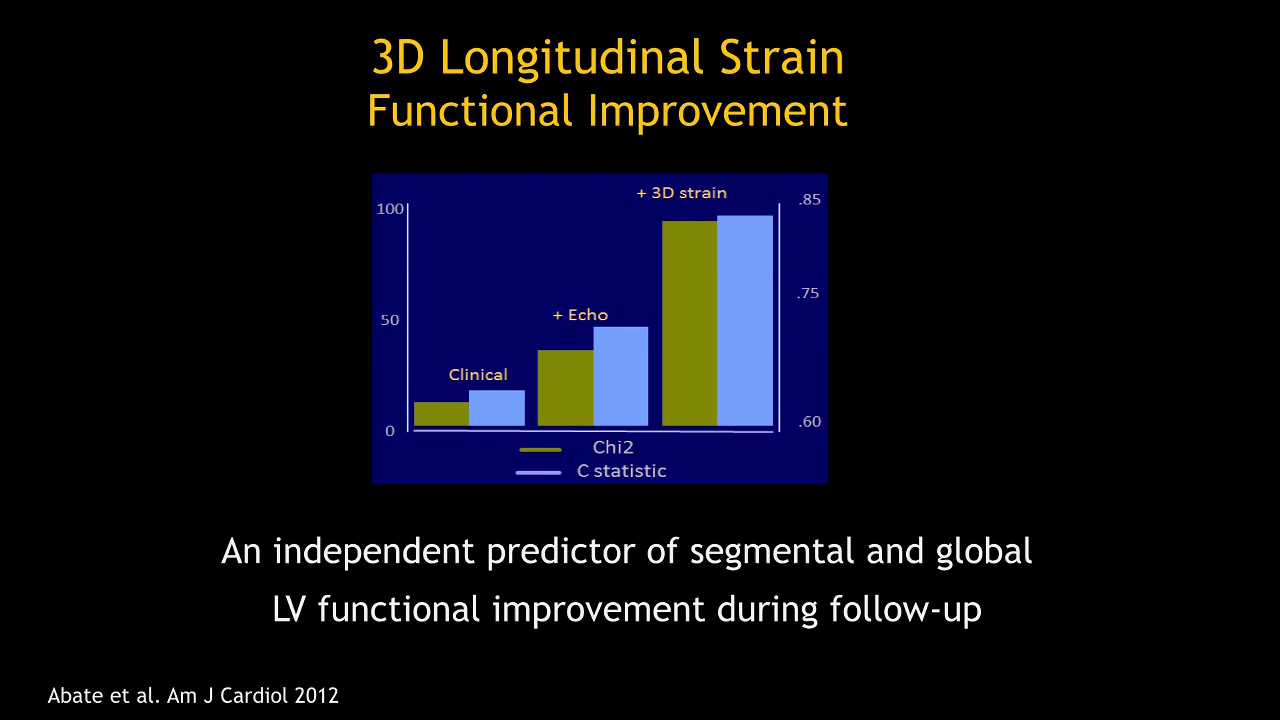 3D Longitudinal Strain
Functional Improvement
+ 3D strain
100
.85
.75
+ Echo
50
Clinical
.60
0
Chi2
C statistic
An independent predictor of segmental and global
LV functional improvement during follow-up
Abate et al. Am J Cardiol 2012